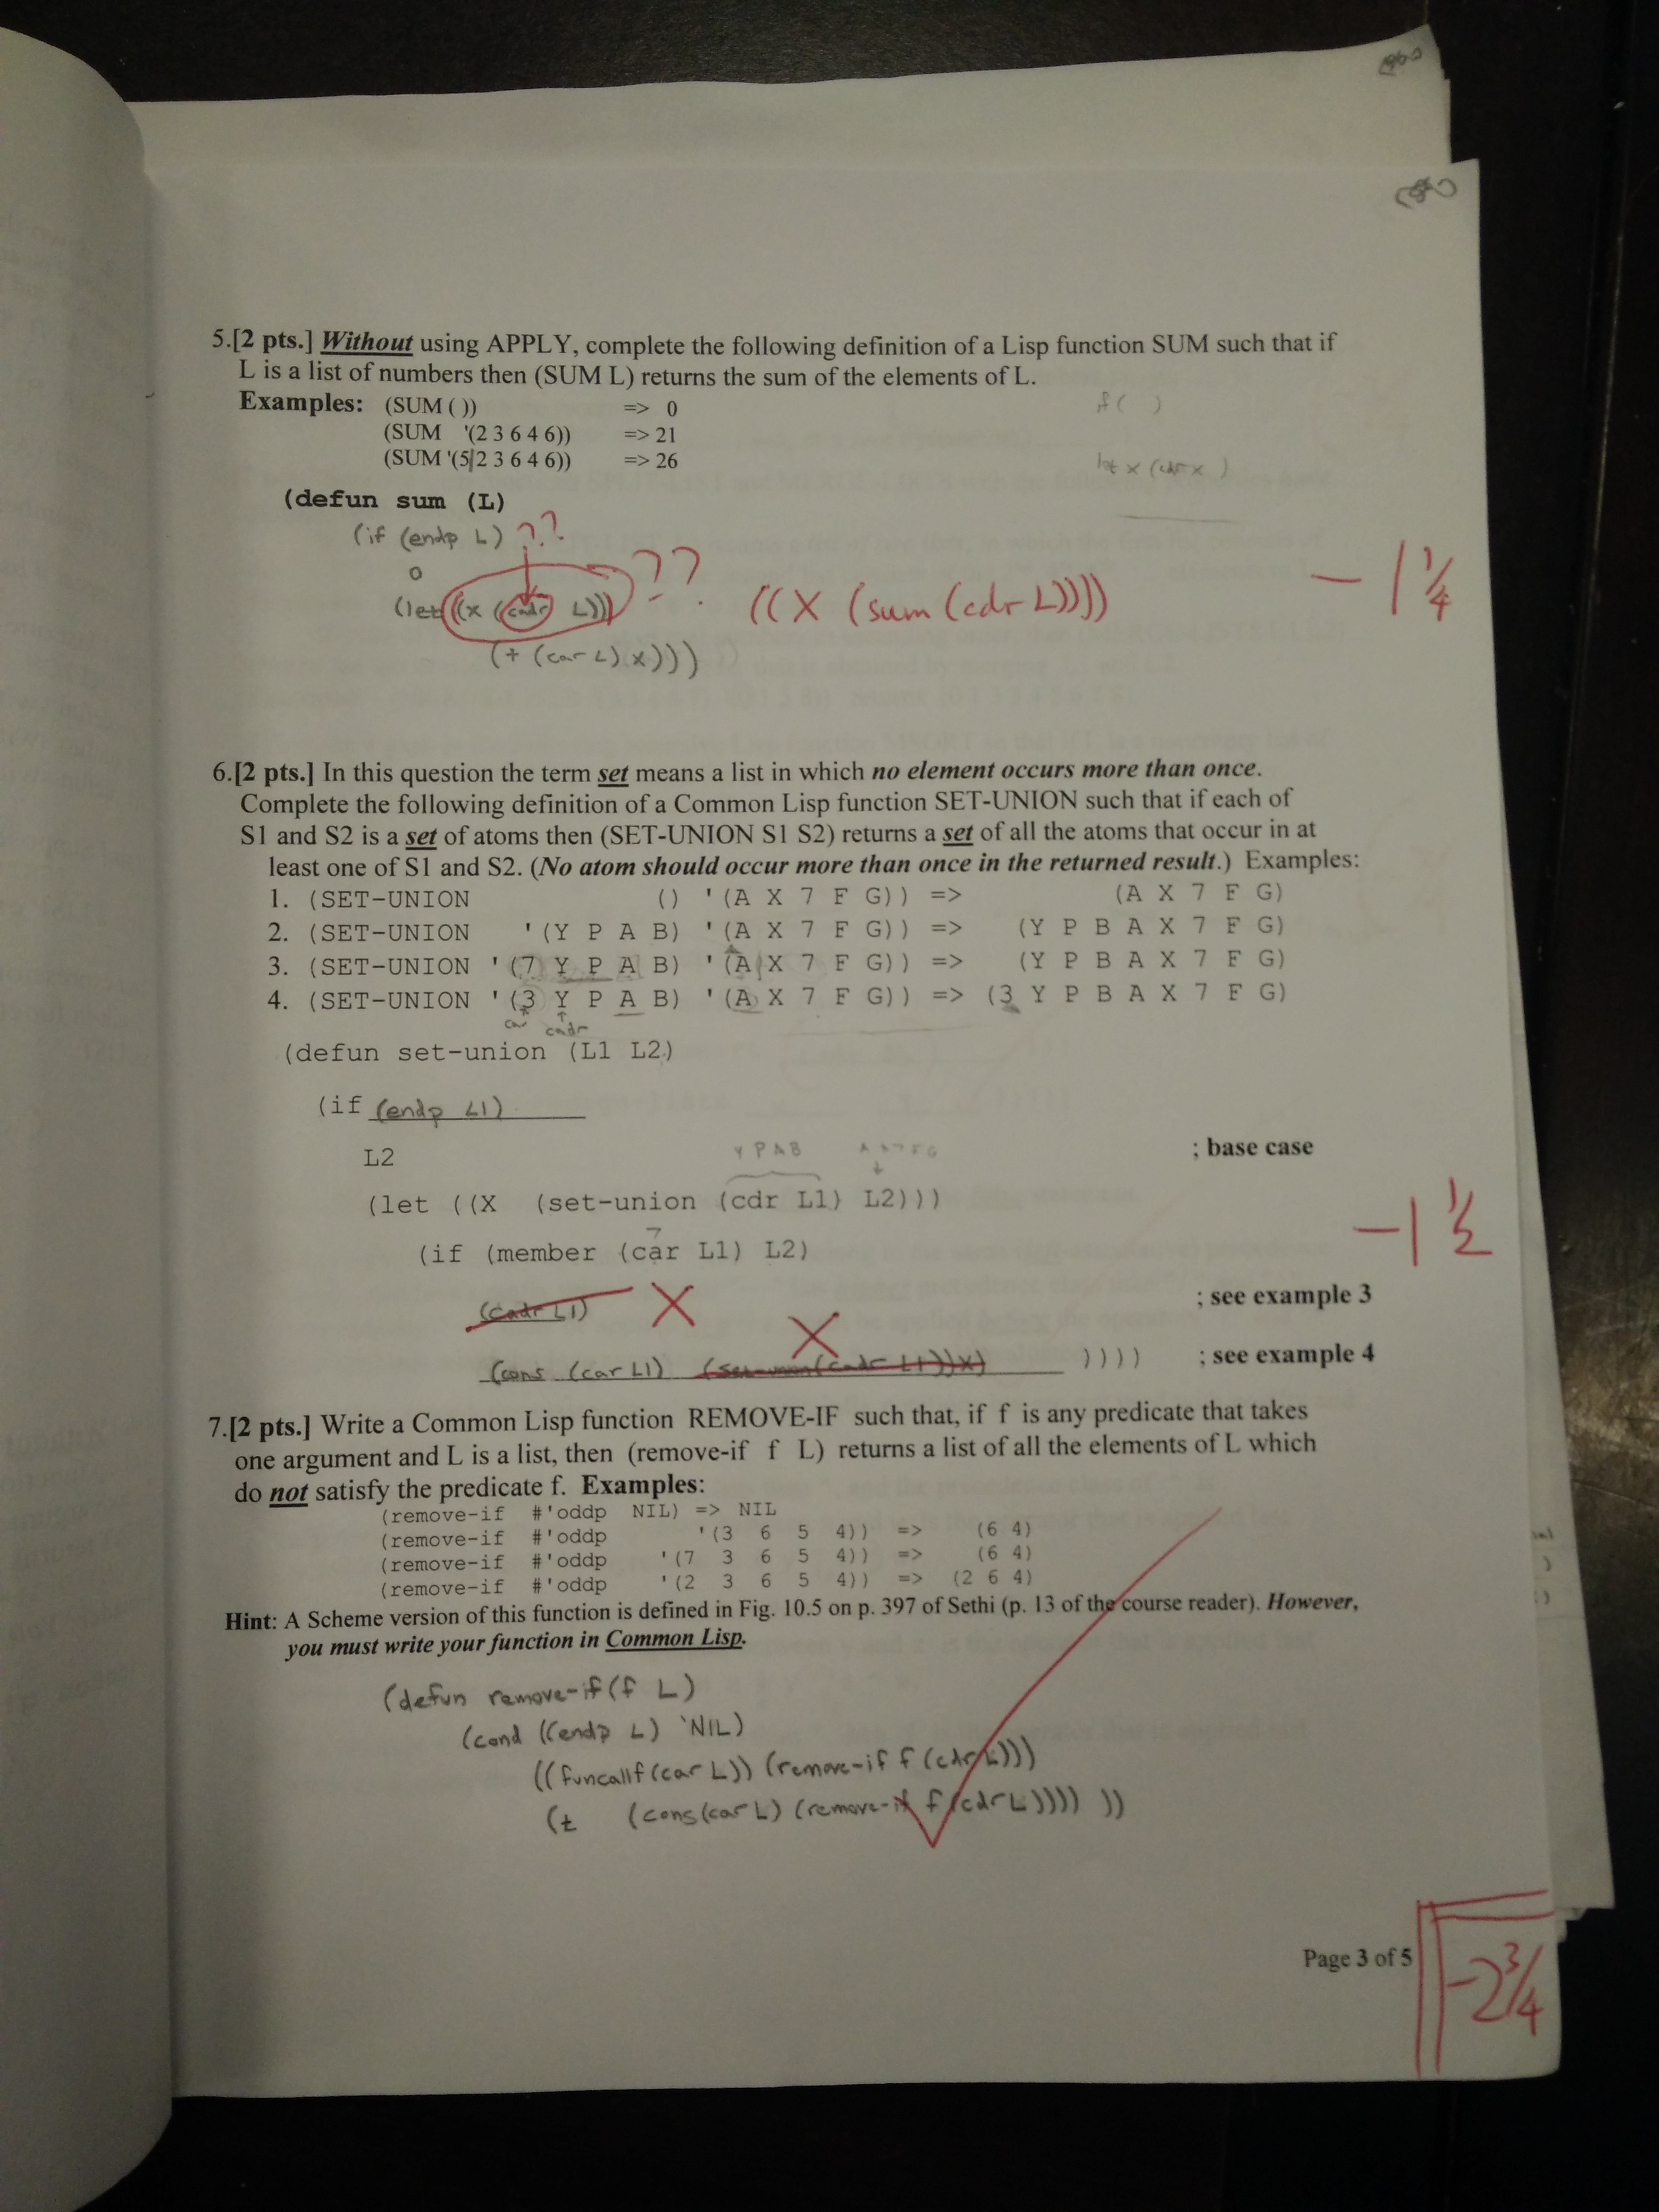 5.[2 pts.] Without using APPLY, complete the following definition of a Lisp function SUM such that if
L is a list of numbers then (SUM L) returns the sum of the elements of L.
Examples: (SUM ( )) => 0
f ( )
(SUM '(2 3 6 4 6)) => 21
(SUM '(5 2 3 6 4 6)) => 26
let x (cdr x )
(defun sum (L)
(if (endp L) ??
0
(let ((x (cadr L))) ??
((X (sum (cdr L))))
- 1 1/4
(+ (car L) x)))
6.[2 pts.] In this question the term set means a list in which no element occurs more than once.
Complete the following definition of a Common Lisp function SET-UNION such that if each of
S1 and S2 is a set of atoms then (SET-UNION S1 S2) returns a set of all the atoms that occur in at
least one of S1 and S2. (No atom should occur more than once in the returned result.) Examples:
1. (SET-UNION () '(A X 7 F G)) => (A X 7 F G)
2. (SET-UNION '(Y P A B) '(A X 7 F G)) => (Y P B A X 7 F G)
3. (SET-UNION '(7 Y P A B) '(A X 7 F G)) => (Y P B A X 7 F G)
4. (SET-UNION '(3 Y P A B) '(A X 7 F G)) => (3 Y P B A X 7 F G)
car cadr
(defun set-union (L1 L2)
(if (endp L1)
Y P A B A X 7 F G
L2 ; base case
(let ((X (set-union (cdr L1) L2)))
7
(if (member (car L1) L2)
-1 1/2
(cadr L1) X ; see example 3
X
(cons (car L1) (set-union (cadr L1)) x) )))) ; see example 4
7.[2 pts.] Write a Common Lisp function REMOVE-IF such that, if f is any predicate that takes
one argument and L is a list, then (remove-if f L) returns a list of all the elements of L which
do not satisfy the predicate f. Examples:
(remove-if #'oddp NIL) => NIL
(remove-if #'oddp '(3 6 5 4)) => (6 4)
(remove-if #'oddp '(7 3 6 5 4)) => (6 4)
(remove-if #'oddp '(2 3 6 5 4)) => (2 6 4)
Hint: A Scheme version of this function is defined in Fig. 10.5 on p. 397 of Sethi (p. 13 of the course reader). However,
you must write your function in Common Lisp.
(defun remove-if (f L)
(cond ((endp L) 'NIL)
((funcall f (car L)) (remove-if f (cdr L)))
(t (cons (car L) (remove-if f (cdr L)))) ))
Page 3 of 5
-2 3/4